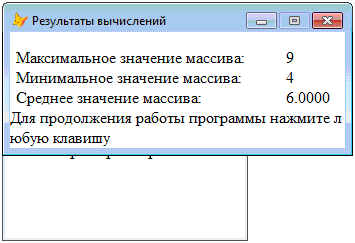 Результаты вычислений
Максимальное значение массива: 9
Минимальное значение массива: 4
Среднее значение массива: 6.0000
Для продолжения работы программы нажмите л
юбую клавишу